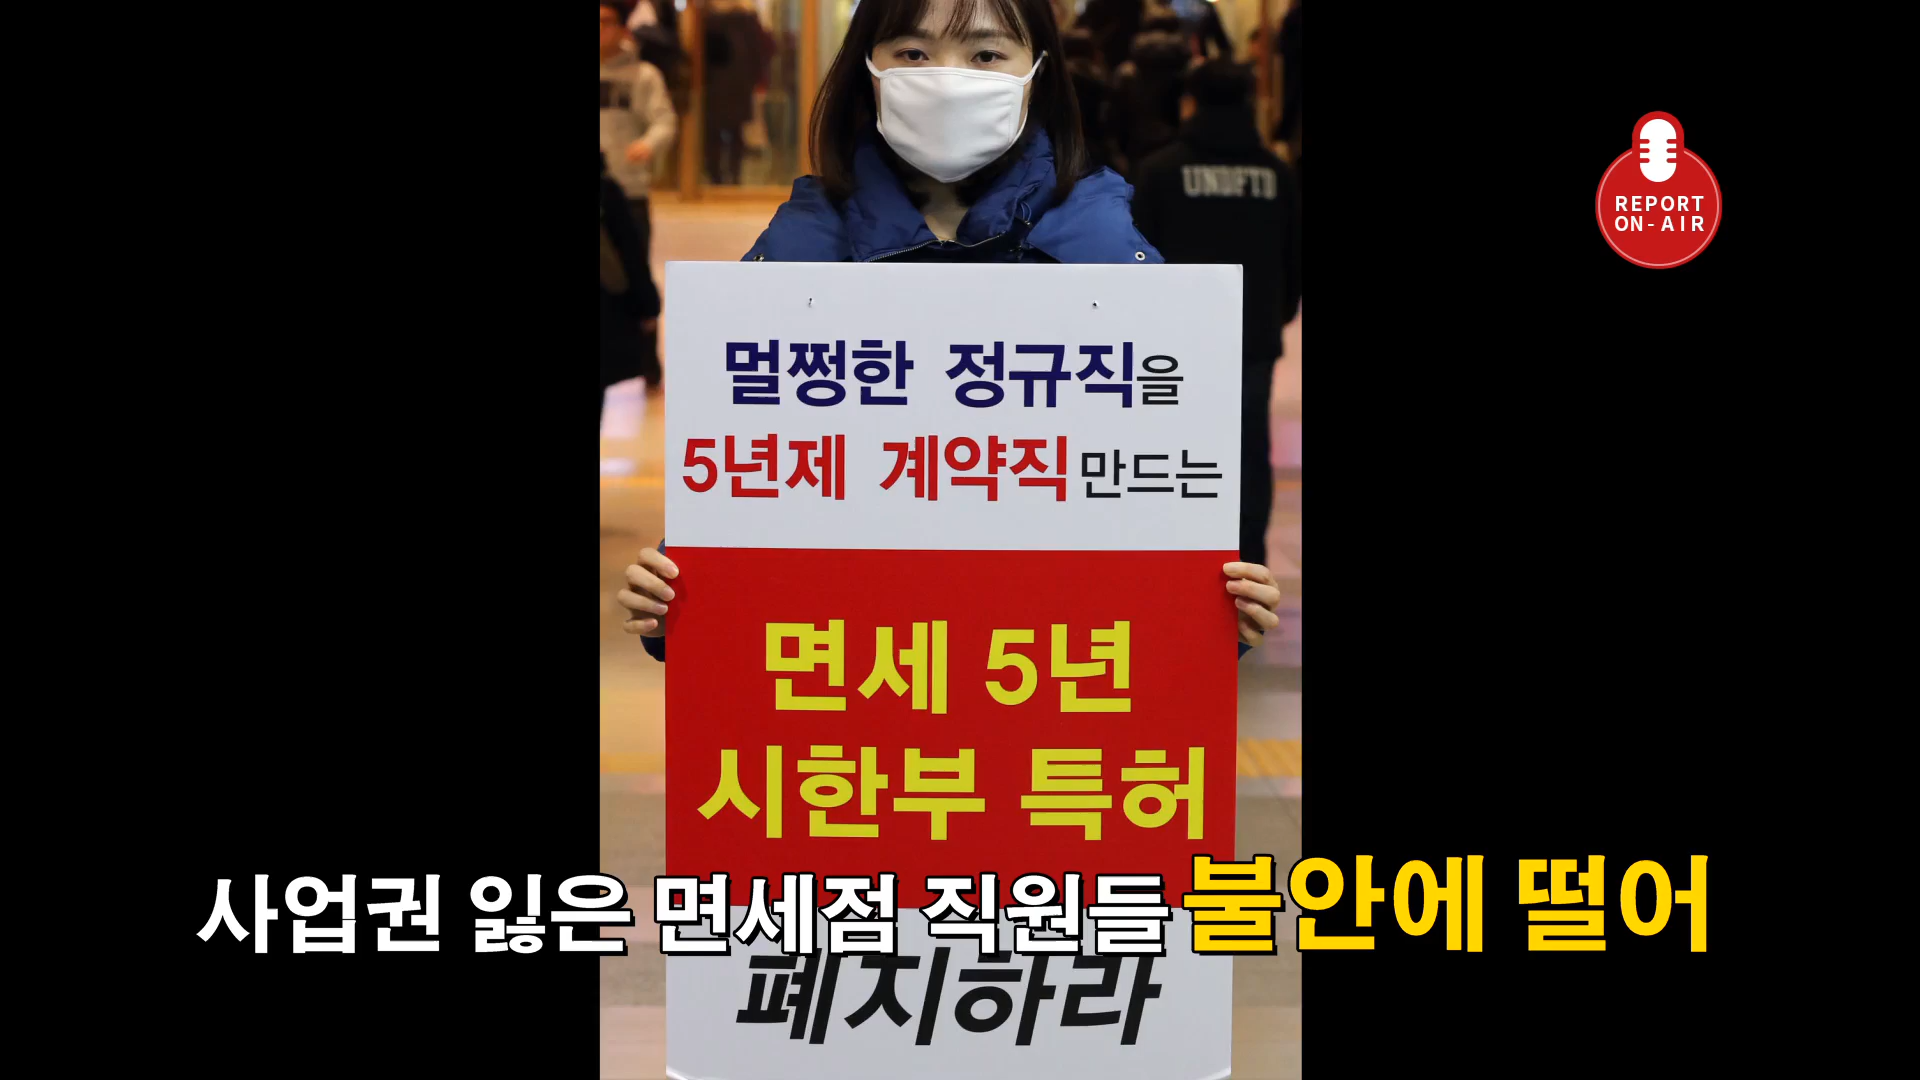 UNDFTD
REPORT
ON-AIR
멀쩡한 정규직을
5년제 계약직만드는
면세 5년
시한부 특허
사업권 잃은 면세점 직원들 불안에 떨어
폐지하라